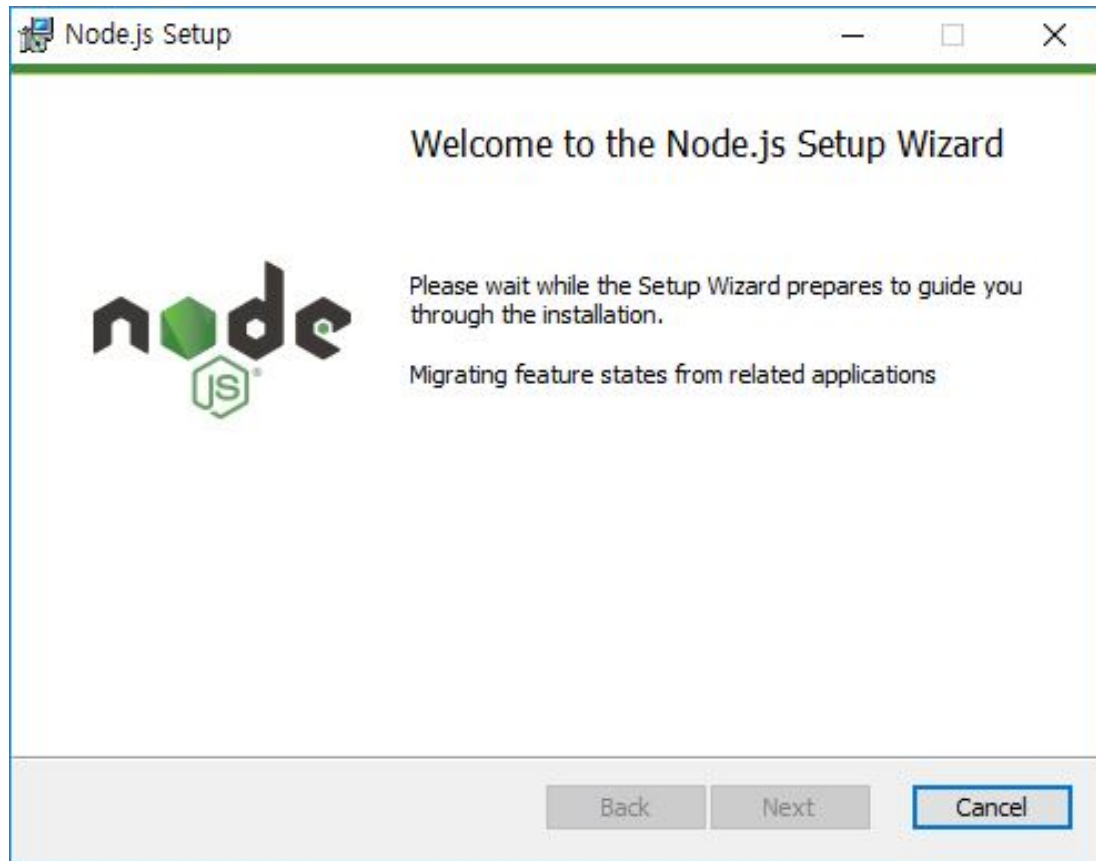 Node.js Setup
Welcome to the Node.js Setup Wizard
node
JS
Please wait while the Setup Wizard prepares to guide you
through the installation.
Migrating feature states from related applications
Back
Next
Cancel